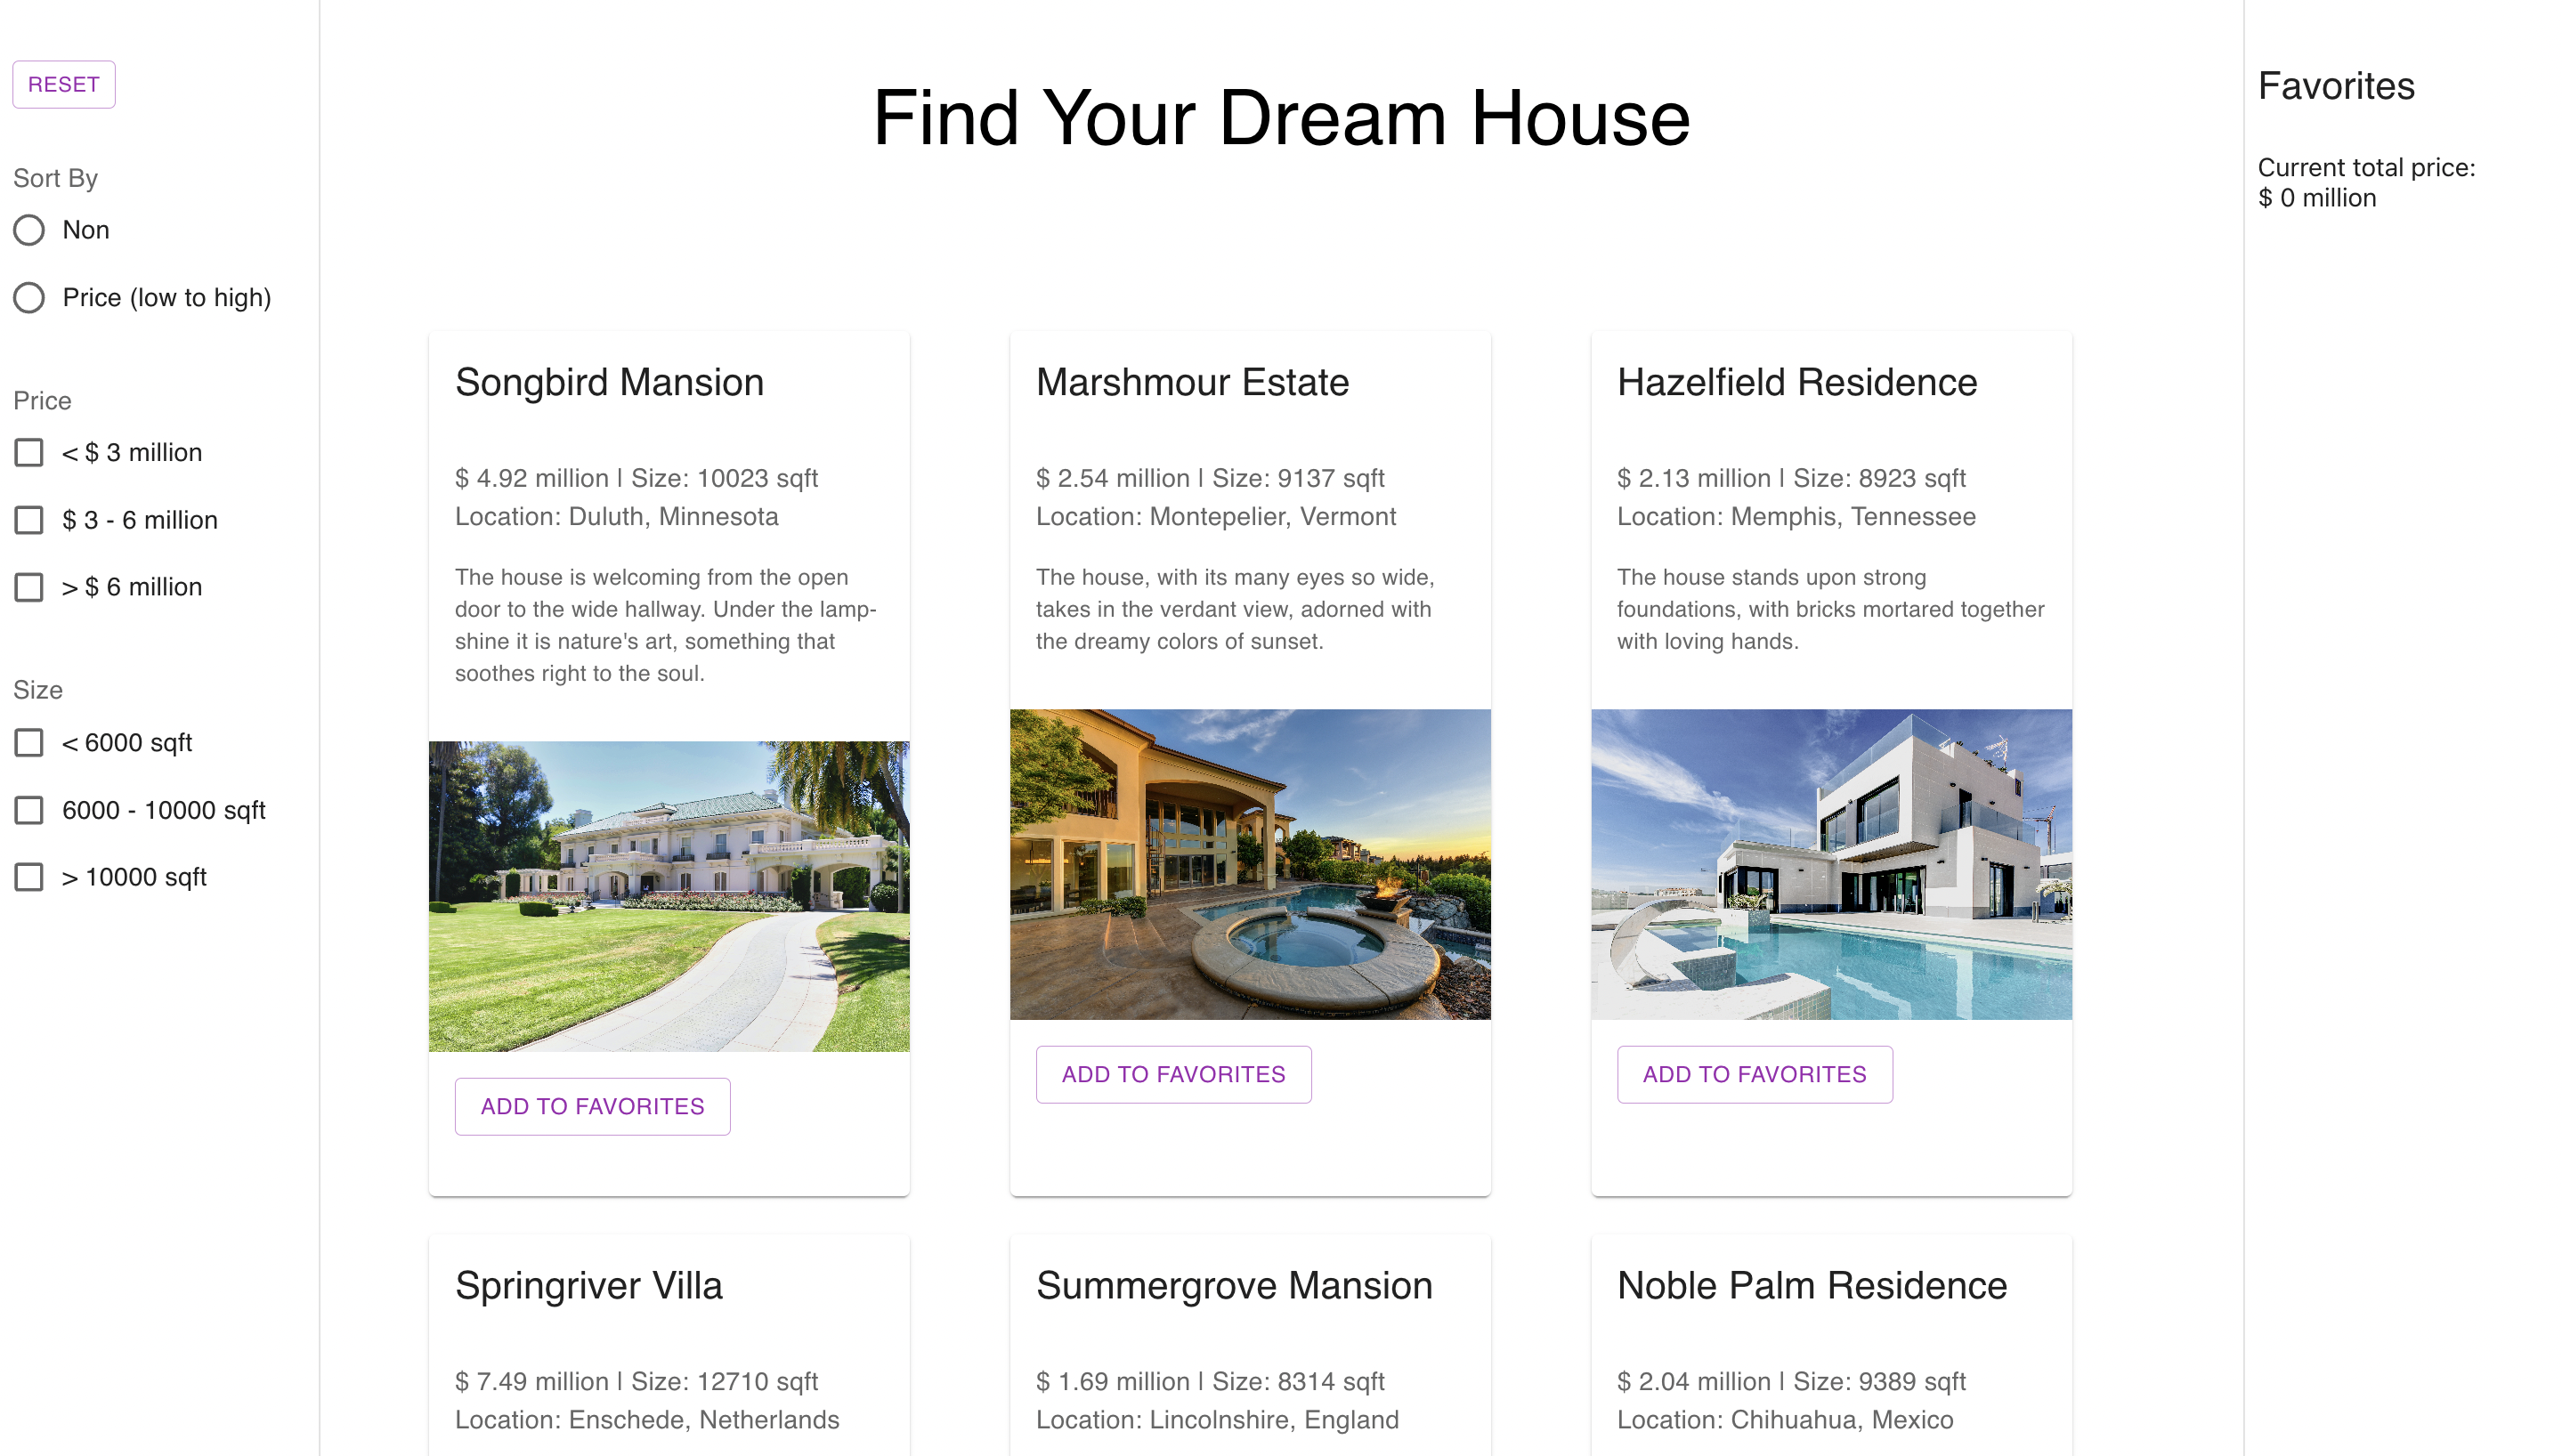 RESET
Sort By
Non
Price (low to high)
Price
< $ 3 million
$ 3 - 6 million
> $ 6 million
Size
< 6000 sqft
6000 - 10000 sqft
> 10000 sqft
Find Your Dream House
Songbird Mansion
$ 4.92 million | Size: 10023 sqft
Location: Duluth, Minnesota
The house is welcoming from the open
door to the wide hallway. Under the lamp-
shine it is nature's art, something that
soothes right to the soul.
ADD TO FAVORITES
Marshmour Estate
$ 2.54 million | Size: 9137 sqft
Location: Montepelier, Vermont
The house, with its many eyes so wide,
takes in the verdant view, adorned with
the dreamy colors of sunset.
ADD TO FAVORITES
Hazelfield Residence
$ 2.13 million | Size: 8923 sqft
Location: Memphis, Tennessee
The house stands upon strong
foundations, with bricks mortared together
with loving hands.
ADD TO FAVORITES
Springriver Villa
$ 7.49 million | Size: 12710 sqft
Location: Enschede, Netherlands
Summergrove Mansion
$ 1.69 million | Size: 8314 sqft
Location: Lincolnshire, England
Noble Palm Residence
$ 2.04 million | Size: 9389 sqft
Location: Chihuahua, Mexico
Favorites
Current total price:
$ 0 million